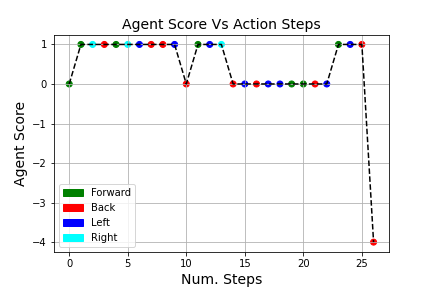 Agent Score Vs Action Steps
Agent Score
1
0
−1
−2
−3
−4
Forward
Back
Left
Right
0 5 10 15 20 25
Num. Steps